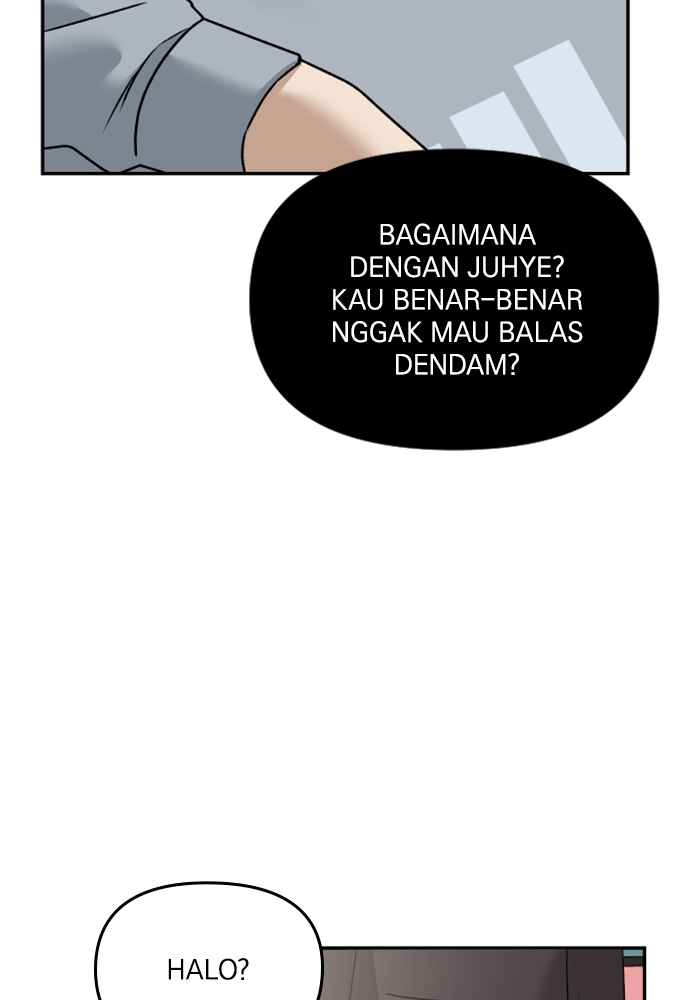 BAGAIMANA
DENGAN JUHYE?
KAU BENAR-BENAR
NGGAK MAU BALAS
DENDAM?
HALO?